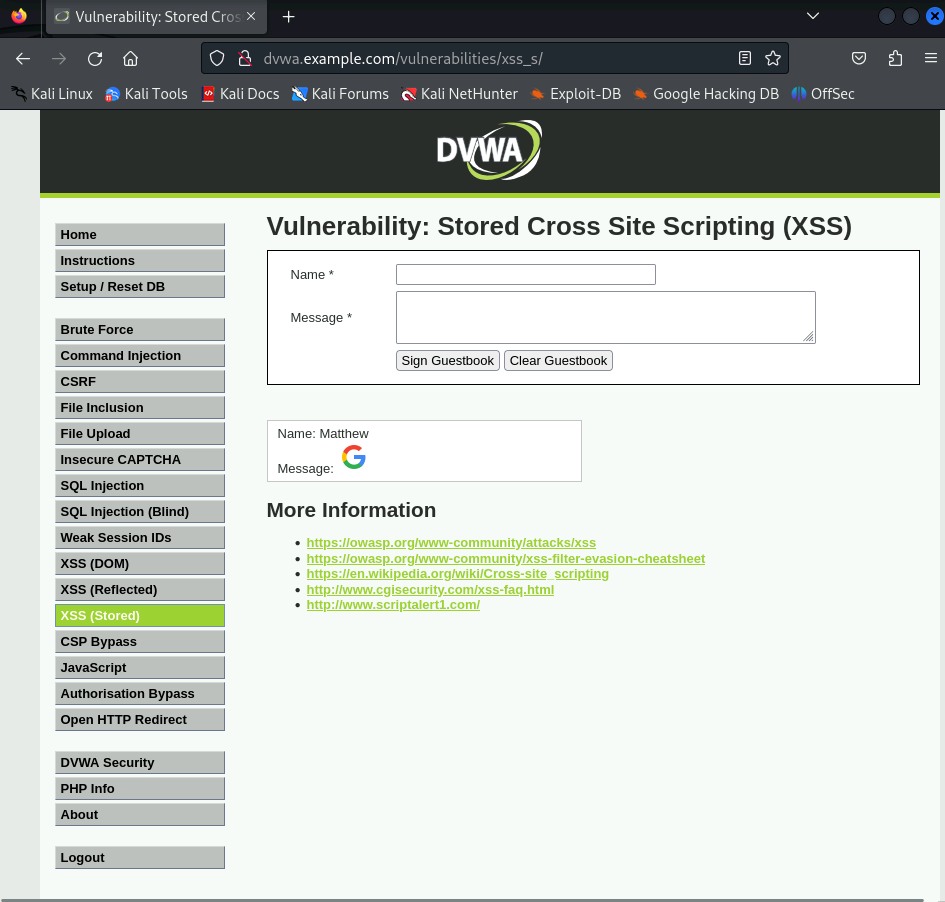 Vulnerability: Stored Cros
dvwa.example.com/vulnerabilities/xss_s/
Kali Linux Kali Tools Kali Docs Kali Forums Kali NetHunter Exploit-DB Google Hacking DB OffSec
DVWA
Home
Instructions
Setup / Reset DB
Brute Force
Command Injection
CSRF
File Inclusion
File Upload
Insecure CAPTCHA
SQL Injection
SQL Injection (Blind)
Weak Session IDs
XSS (DOM)
XSS (Reflected)
XSS (Stored)
CSP Bypass
JavaScript
Authorisation Bypass
Open HTTP Redirect
DVWA Security
PHP Info
About
Logout
Vulnerability: Stored Cross Site Scripting (XSS)
Name *
Message *
Sign Guestbook Clear Guestbook
Name: Matthew
Message: G
More Information
• https://owasp.org/www-community/attacks/xss
• https://owasp.org/www-community/xss-filter-evasion-cheatsheet
• https://en.wikipedia.org/wiki/Cross-site_scripting
• http://www.cgisecurity.com/xss-faq.html
• http://www.scriptalert1.com/